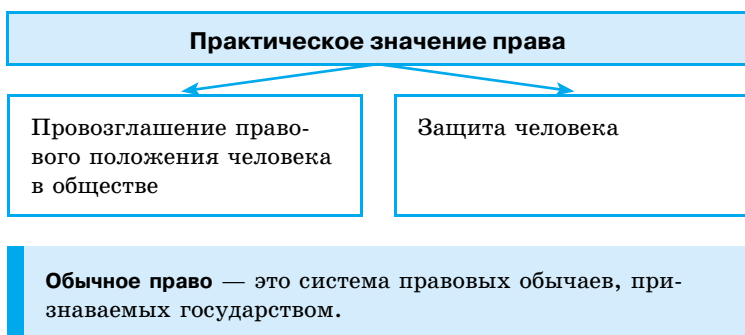 Практическое значение права
Провозглашение право-
вого положения человека
в обществе
Защита человека
Обычное право — это система правовых обычаев, при-
знаваемых государством.